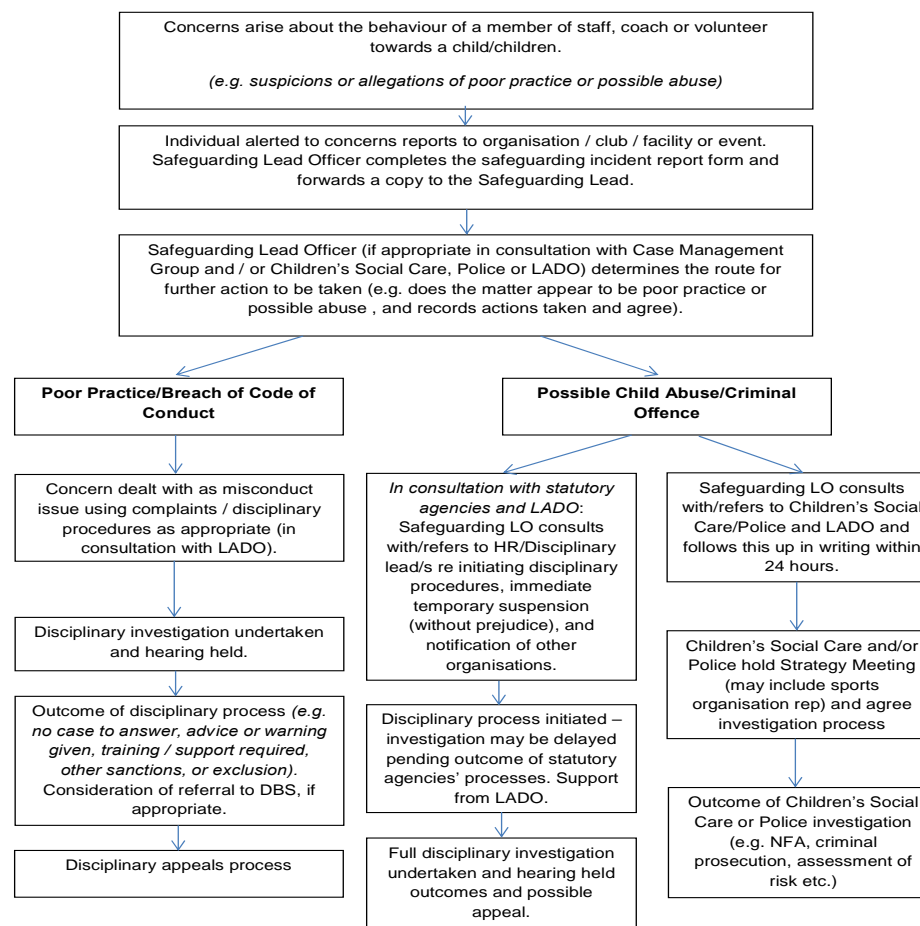 Concerns arise about the behaviour of a member of staff, coach or volunteer
towards a child/children.
(e.g. suspicions or allegations of poor practice or possible abuse)
Individual alerted to concerns reports to organisation / club / facility or event.
Safeguarding Lead Officer completes the safeguarding incident report form and
forwards a copy to the Safeguarding Lead.
Safeguarding Lead Officer (if appropriate in consultation with Case Management
Group and / or Children's Social Care, Police or LADO) determines the route for
further action to be taken (e.g. does the matter appear to be poor practice or
possible abuse , and records actions taken and agree).
Poor Practice/Breach of Code of
Conduct
Concern dealt with as misconduct
issue using complaints / disciplinary
procedures as appropriate (in
consultation with LADO).
Disciplinary investigation undertaken
and hearing held.
Outcome of disciplinary process (e.g.
no case to answer, advice or warning
given, training / support required,
other sanctions, or exclusion).
Consideration of referral to DBS, if
appropriate.
Disciplinary appeals process
Possible Child Abuse/Criminal
Offence
In consultation with statutory
agencies and LADO:
Safeguarding LO consults
with/refers to HR/Disciplinary
lead/s re initiating disciplinary
procedures, immediate
temporary suspension
(without prejudice), and
notification of other
organisations.
Disciplinary process initiated –
investigation may be delayed
pending outcome of statutory
agencies' processes. Support
from LADO.
Full disciplinary investigation
undertaken and hearing held
outcomes and possible
appeal.
Safeguarding LO consults
with/refers to Children's Social
Care/Police and LADO and
follows this up in writing within
24 hours.
Children's Social Care and/or
Police hold Strategy Meeting
(may include sports
organisation rep) and agree
investigation process
Outcome of Children's Social
Care or Police investigation
(e.g. NFA, criminal
prosecution, assessment of
risk etc.)